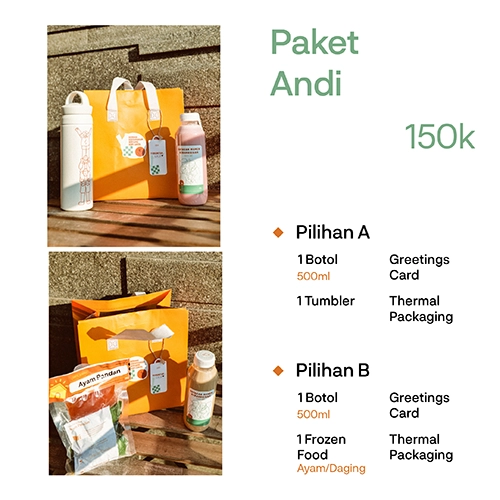 Paket
Andi
150k
Pilihan A
1 Botol
500ml
Greetings
Card
1 Tumbler
Thermal
Packaging
Pilihan B
1 Botol
500ml
Greetings
Card
1 Frozen
Food
Ayam/Daging
Thermal
Packaging
Ayam Pandan